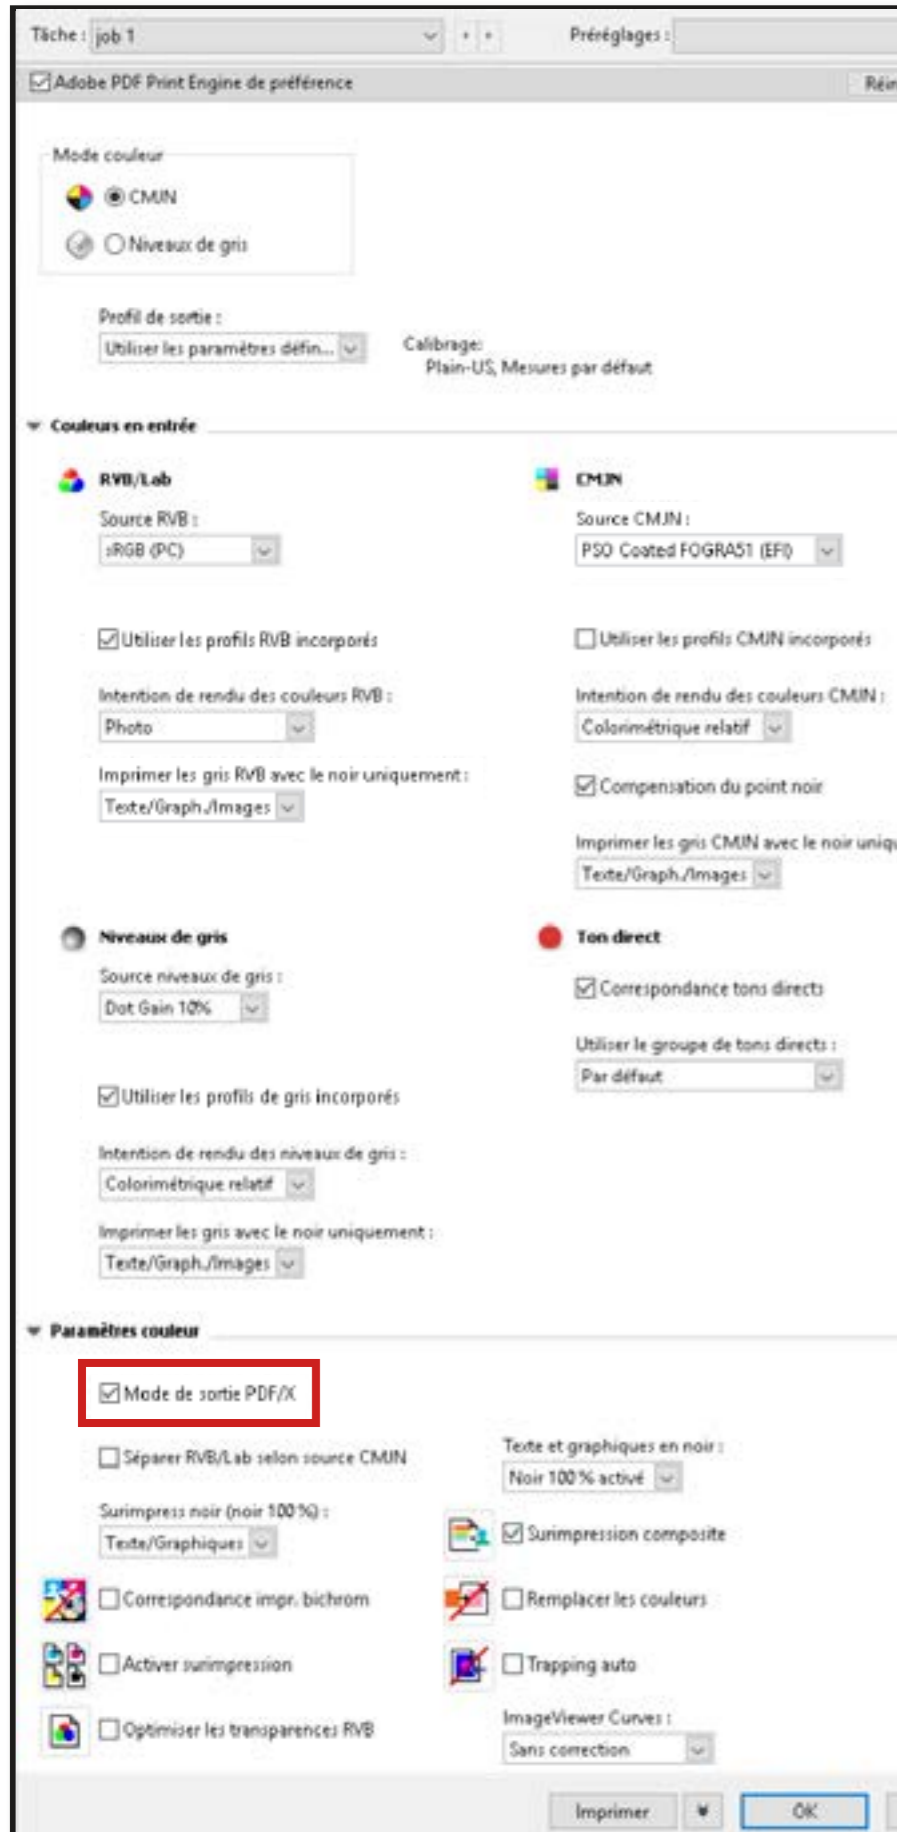 Tâche : job 1 Préréglages :
Adobe PDF Print Engine de préférence Réin
Mode couleur
CMJN
Niveaux de gris
Profil de sortie :
Utiliser les paramètres défin...
Calibrage:
Plain-US, Mesures par défaut
Couleurs en entrée
RVB/Lab
Source RVB :
sRGB (PC)
Utiliser les profils RVB incorporés
Intention de rendu des couleurs RVB :
Photo
Imprimer les gris RVB avec le noir uniquement :
Texte/Graph./Images
CMJN
Source CMJN :
PSO Coated FOGRA51 (EFI)
Utiliser les profils CMJN incorporés
Intention de rendu des couleurs CMJN :
Colorimétrique relatif
Compensation du point noir
Imprimer les gris CMJN avec le noir uniqu
Texte/Graph./Images
Niveaux de gris
Source niveaux de gris :
Dot Gain 10%
Utiliser les profils de gris incorporés
Intention de rendu des niveaux de gris :
Colorimétrique relatif
Imprimer les gris avec le noir uniquement :
Texte/Graph./Images
Ton direct
Correspondance tons directs
Utiliser le groupe de tons directs :
Par défaut
Paramètres couleur
Mode de sortie PDF/X
Séparer RVB/Lab selon source CMJN
Surimpress noir (noir 100%) :
Texte/Graphiques
Correspondance impr. bichrom
Activer surimpression
Optimiser les transparences RVB
Texte et graphiques en noir :
Noir 100 % activé
Surimpression composite
Remplacer les couleurs
Trapping auto
ImageViewer Curves :
Sans correction
Imprimer OK